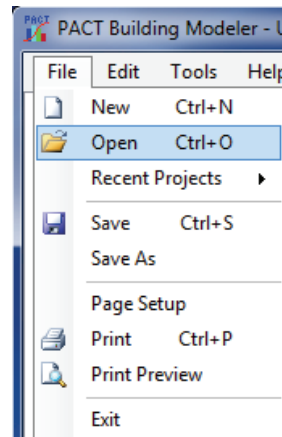 PACT PACT Building Modeler - U
File Edit Tools Help
New Ctrl+N
Open Ctrl+O
Recent Projects
Save Ctrl+S
Save As
Page Setup
Print Ctrl+P
Print Preview
Exit